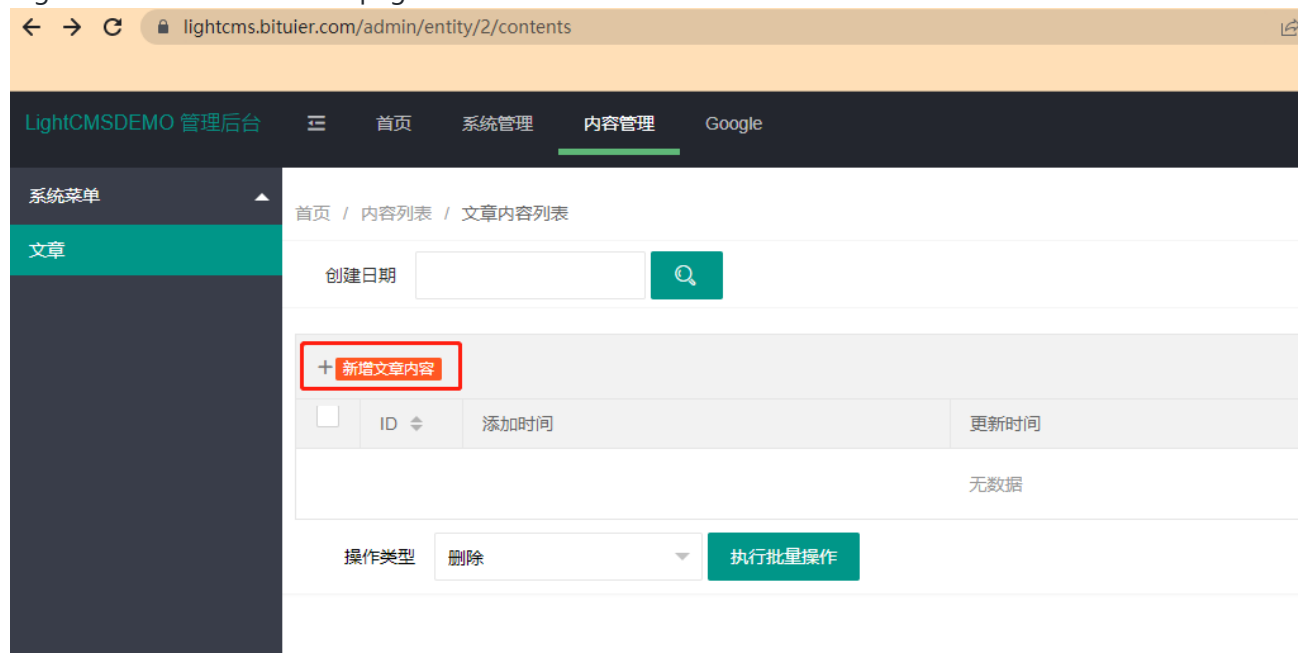 lightcms.bituier.com/admin/entity/2/contents
LightCMSDEMO 管理后台 首页 系统管理 内容管理 Google
系统菜单
首页 / 内容列表 / 文章内容列表
文章
创建日期
+ 新增文章内容
ID 添加时间 更新时间
无数据
操作类型 删除 执行批量操作